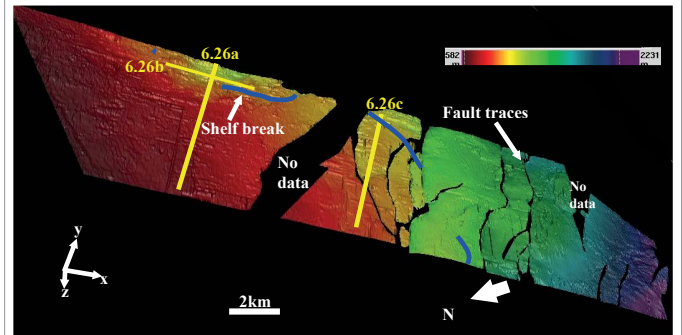 6.26a
6.26b
582
m
2231
m
Shelf break
6.26c
Fault traces
No
data
No
data
y
x
z
2km
N